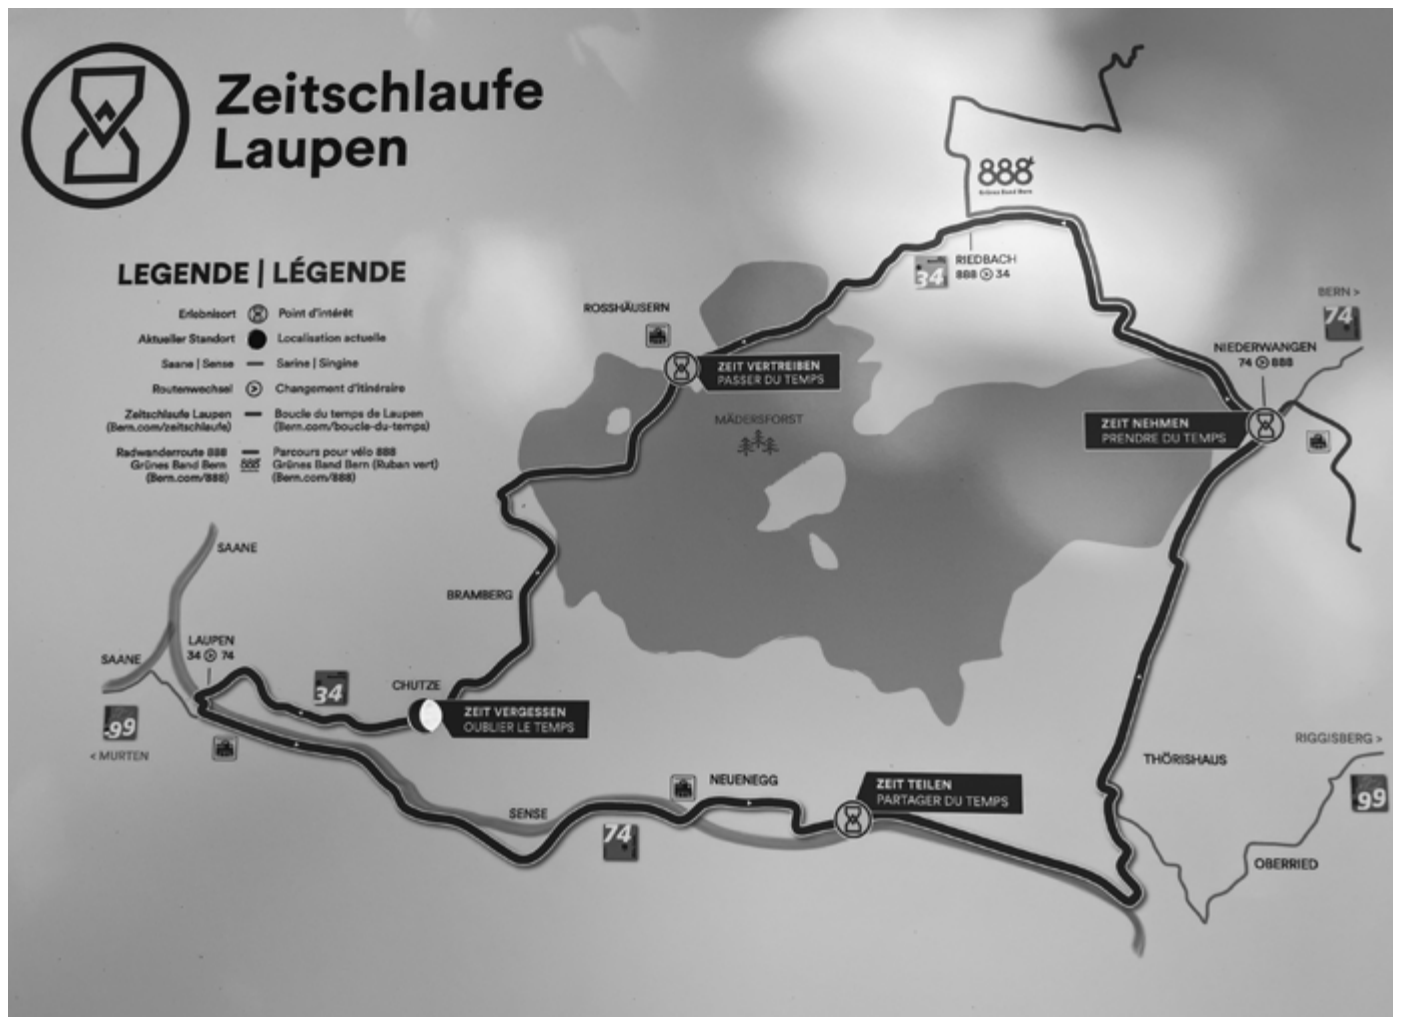 Zeitschlaufe
Laupen
LEGENDE | LÉGENDE
Erlebnisort Point d'intérêt
Aktueller Standort Localisation actuelle
Saane | Sense Sarine | Singine
Routenwechsel Changement d'itinéraire
Zeitschlaufe Laupen Boucle du temps de Laupen
(Bern.com/zeitschlaufe) (Bern.com/boucle-du-temps)
Radwanderroute 888 Parcours pour vélo 888
Grünes Band Bern 888 Grünes Band Bern (Ruban vert)
(Bern.com/888) (Bern.com/888)
888
Grünes Band Bern
RIEDBACH
34
888 34
BERN >
74
ROSSHÄUSERN
NIEDERWANGEN
74 888
ZEIT VERTREIBEN
PASSER DU TEMPS
MÄDERSFORST
ZEIT NEHMEN
PRENDRE DU TEMPS
SAANE
BRAMBERG
LAUPEN
34 74
SAANE
34
CHUTZE
ZEIT VERGESSEN
OUBLIER LE TEMPS
99
< MURTEN
RIGGISBERG >
THÖRISHAUS
99
NEUENEGG
ZEIT TEILEN
PARTAGER DU TEMPS
SENSE
74
OBERRIED